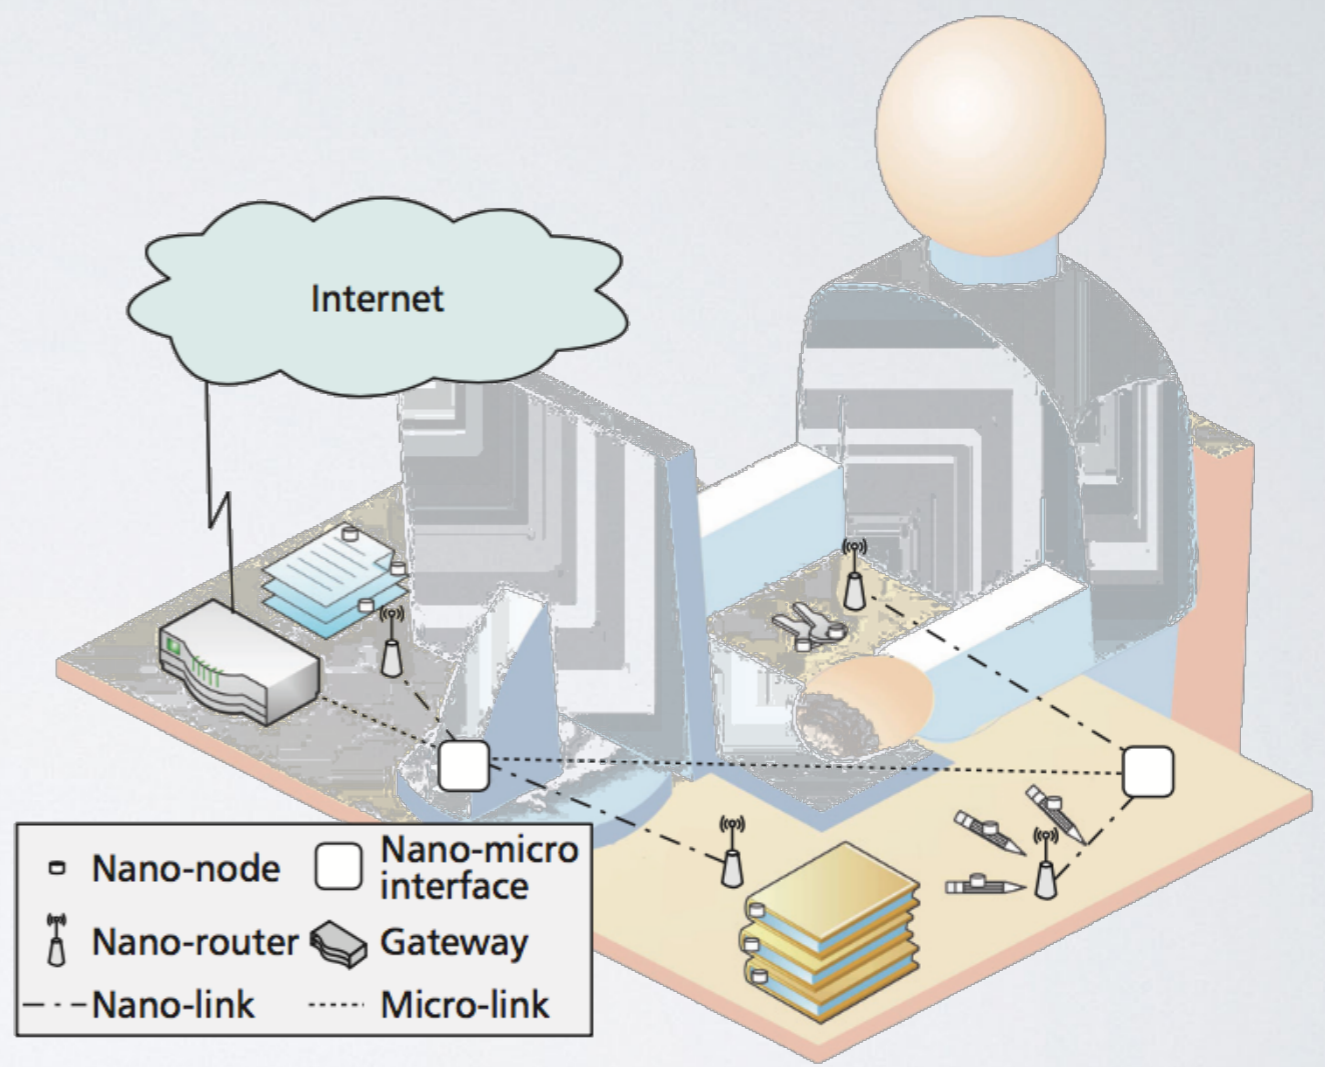 Internet
Nano-node
Nano-micro
interface
Nano-router
Gateway
Nano-link
Micro-link